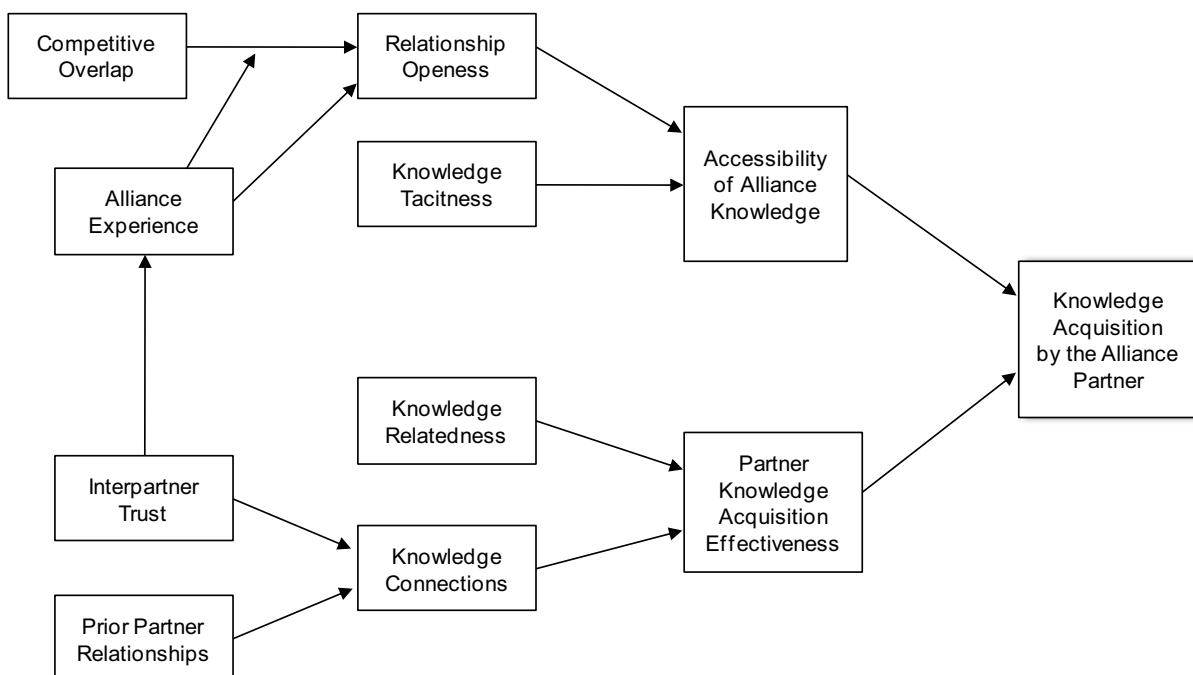 Competitive
Overlap
Relationship
Openess
Alliance
Experience
Knowledge
Tacitness
Accessibility
of Alliance
Knowledge
Knowledge
Acquisition
by the Alliance
Partner
Knowledge
Relatedness
Interpartner
Trust
Partner
Knowledge
Acquisition
Effectiveness
Knowledge
Connections
Prior Partner
Relationships